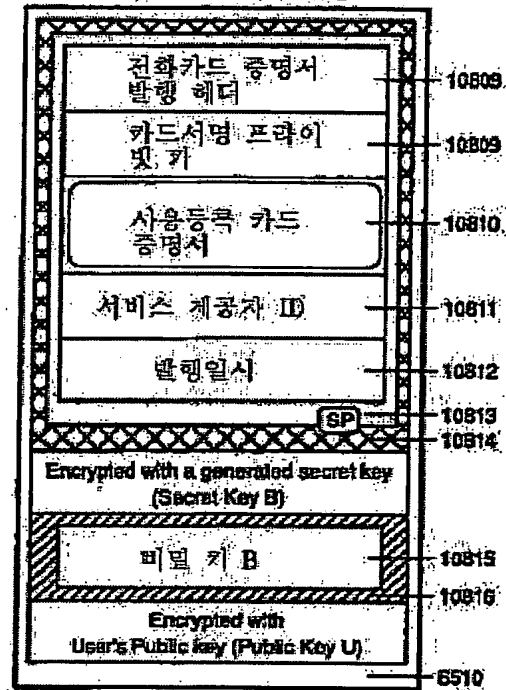 전화카드 증명서
발행 헤더
10809
카드서명 프라이
빗 카
10809
사용등록 카드
증명서
10810
서비스 제공자 ID
10811
발행일시
10812
SP
10813
10814
Encrypted with a generated secret key
(Secret Key B)
비밀 키 B
10815
10816
Encrypted with
User's Public key (Public Key U)
6510